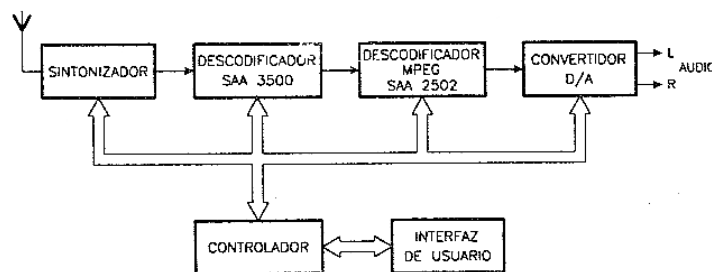 SINTONIZADOR
DESCODIFICADOR
SAA 3500
DESCODIFICADOR
MPEG
SAA 2502
CONVERTIDOR
D/A
L
AUDIO
R
CONTROLADOR
INTERFAZ
DE USUARIO